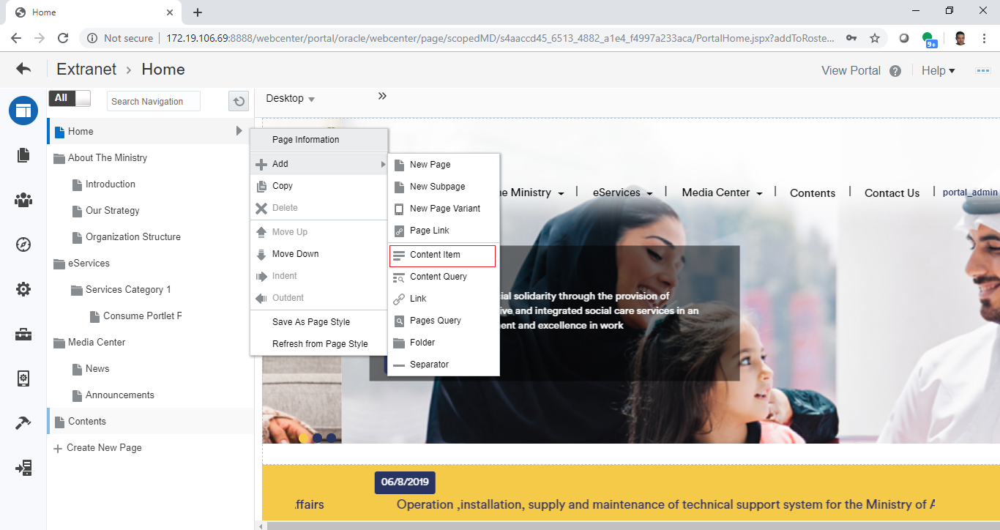 Home
Not secure
172.19.106.69:8888/webcenter/portal/oracle/webcenter/page/scopedMD/s4aaccd45_6513_4882_a1e4_f4997a233aca/PortalHome.jspx?addToRoste...
9+
Extranet > Home
View Portal
Help
All
Search Navigation
Desktop
Home
About The Ministry
Introduction
Our Strategy
Organization Structure
eServices
Services Category 1
Consume Portlet P
Media Center
News
Announcements
Contents
Create New Page
Page Information
Add
Copy
Delete
Move Up
Move Down
Indent
Outdent
Save As Page Style
Refresh from Page Style
New Page
New Subpage
New Page Variant
Page Link
Content Item
Content Query
Link
Pages Query
Folder
Separator
e Ministry | eServices | Media Center | Contents | Contact Us | portal_admin
ial solidarity through the provision of
ive and integrated social care services in an
ent and excellence in work
06/8/2019
ffairs
Operation ,installation, supply and maintenance of technical support system for the Ministry of A